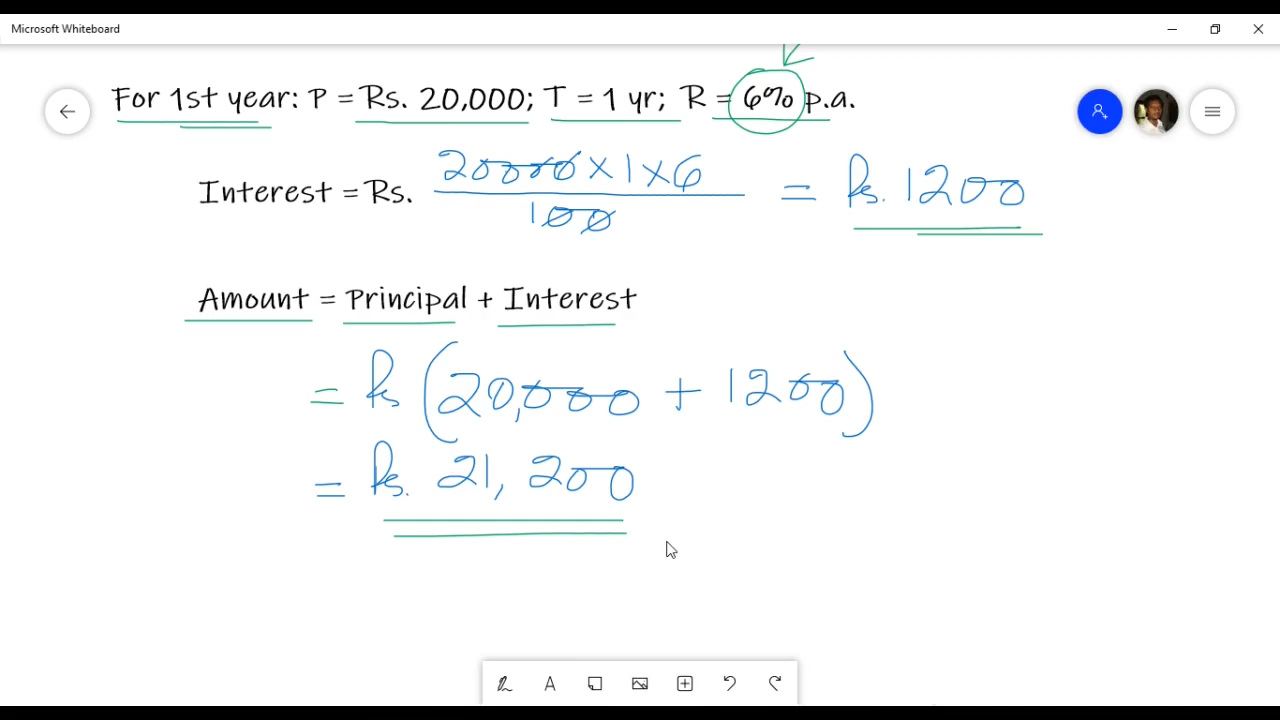 Microsoft Whiteboard
For 1st year: P = Rs. 20,000; T = 1 yr; R = 6% p.a.
Interest = Rs. 20000 × 1 × 6 / 100 = Rs. 1200
Amount = Principal + Interest
= Rs (20,000 + 1200)
= Rs. 21, 200
A